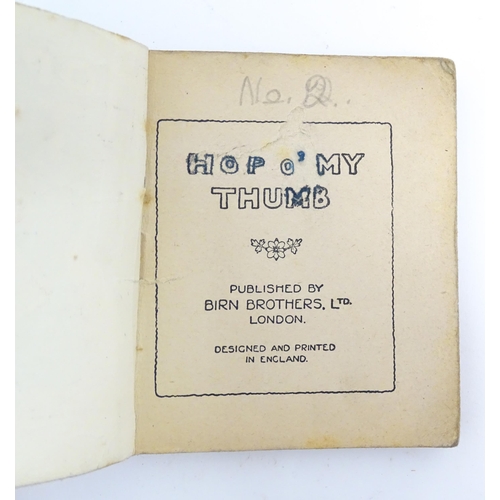 No. 2.
HOP O' MY
THUMB
PUBLISHED BY
BIRN BROTHERS, LTD.
LONDON.
DESIGNED AND PRINTED
IN ENGLAND.